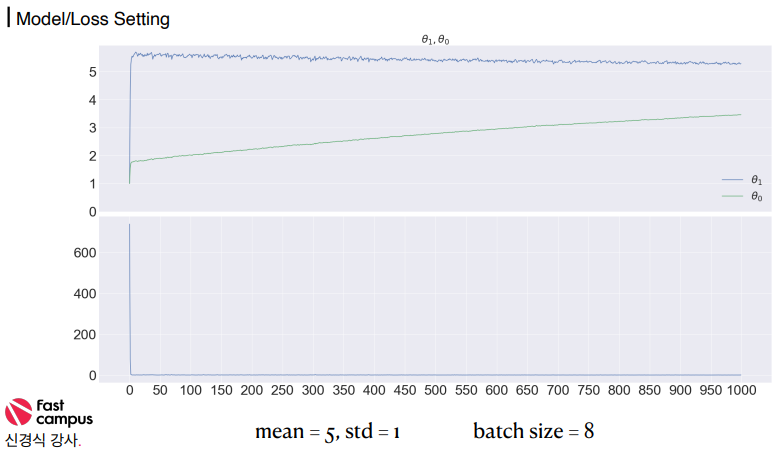 Model/Loss Setting
θ₁, θ₀
5
4
3
2
1
0
θ₁
θ₀
600
400
200
0
0 50 100 150 200 250 300 350 400 450 500 550 600 650 700 750 800 850 900 950 1000
fast
campus
신경식 강사.
mean = 5, std = 1
batch size = 8